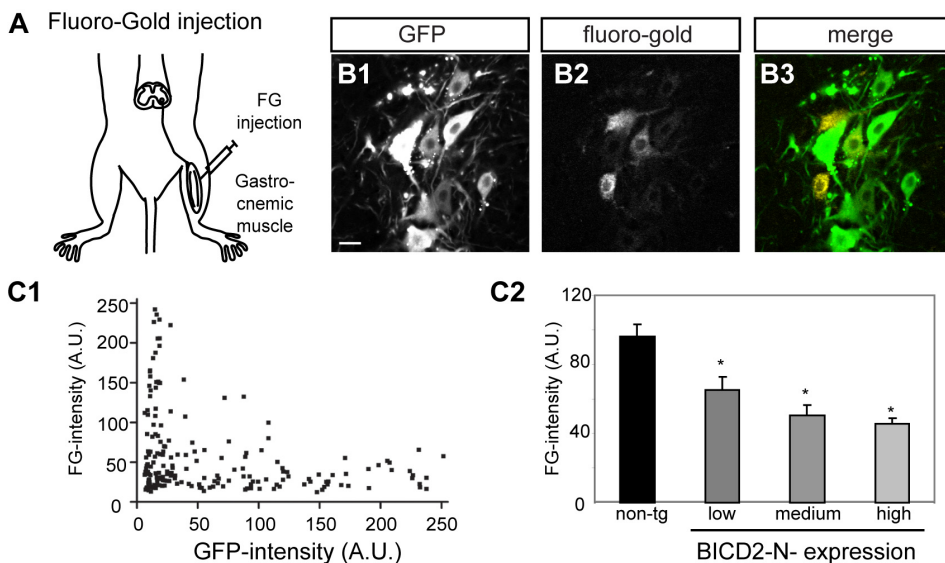 A Fluoro-Gold injection
FG
injection
Gastro-
cnemic
muscle
GFP
fluoro-gold
merge
B1
B2
B3
C1
FG-intensity (A.U.)
250
200
150
100
50
0
0 50 100 150 200 250
GFP-intensity (A.U.)
C2
FG-intensity (A.U.)
120
80
40
0
* * *
non-tg low medium high
BICD2-N- expression